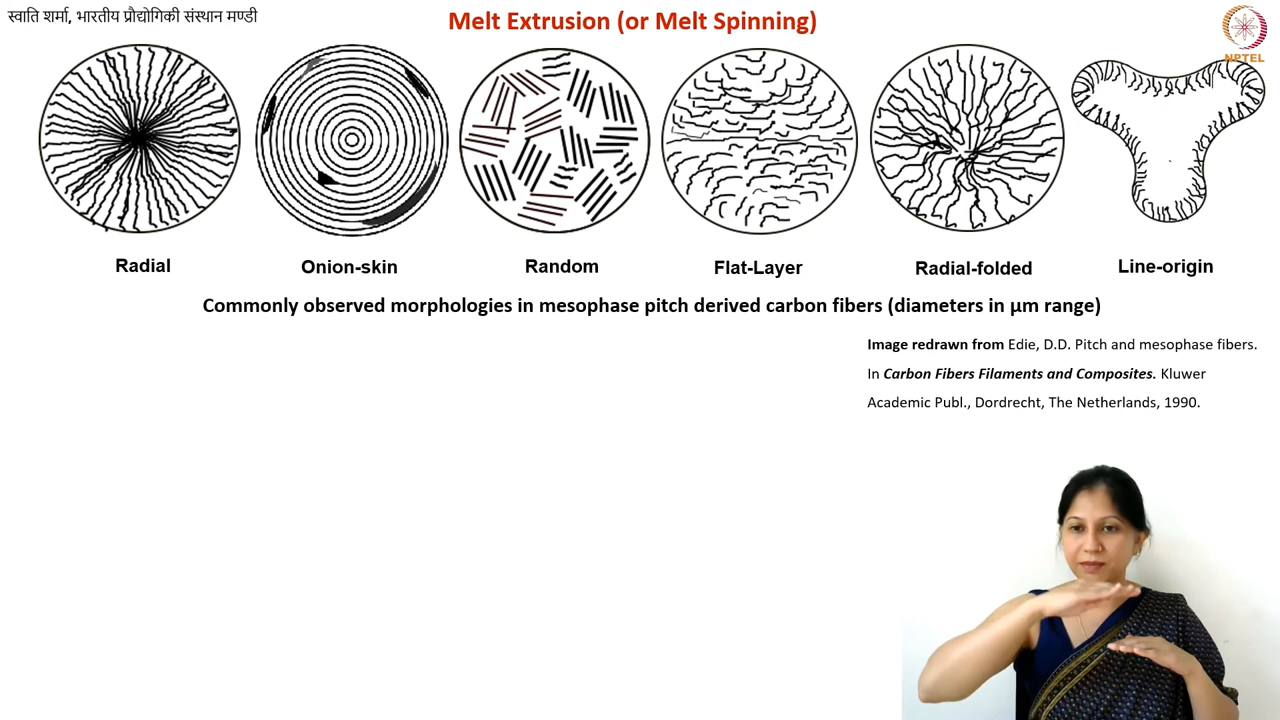 स्वाति शर्मा, भारतीय प्रौद्योगिकी संस्थान मण्डी
Melt Extrusion (or Melt Spinning)
NPTEL
Radial
Onion-skin
Random
Flat-Layer
Radial-folded
Line-origin
Commonly observed morphologies in mesophase pitch derived carbon fibers (diameters in µm range)
Image redrawn from Edie, D.D. Pitch and mesophase fibers.
In Carbon Fibers Filaments and Composites. Kluwer
Academic Publ., Dordrecht, The Netherlands, 1990.